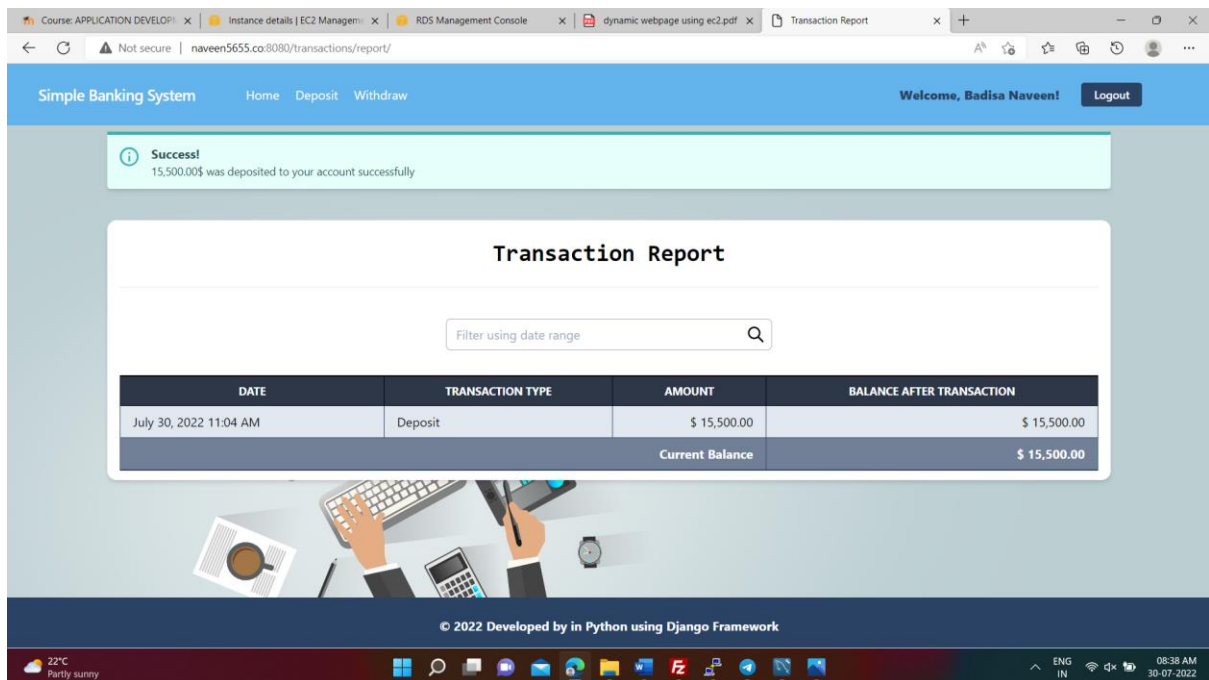 Course: APPLICATION DEVELOP
Instance details | EC2 Managem
RDS Management Console
dynamic webpage using ec2.pdf
Transaction Report
Not secure | naveen5655.co:8080/transactions/report/
Simple Banking System
Home Deposit Withdraw
Welcome, Badisa Naveen!
Logout
Success!
15,500.00$ was deposited to your account successfully
Transaction Report
Filter using date range
DATE TRANSACTION TYPE AMOUNT BALANCE AFTER TRANSACTION
July 30, 2022 11:04 AM Deposit $ 15,500.00 $ 15,500.00
Current Balance $ 15,500.00
© 2022 Developed by in Python using Django Framework
22°C
Partly sunny
ENG
IN
08:38 AM
30-07-2022